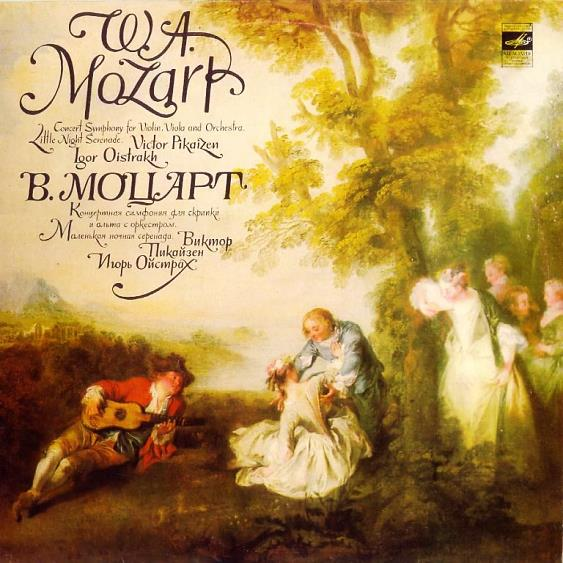 W. A.
Mozart
Concert Symphony for Violin, Viola and Orchestra.
Little Night Serenade. Victor Pikaizen
Igor Oistrakh
В. МОЦАРТ
Концертная симфония для скрипки
и альта с оркестром.
Маленькая ночная серенада. Виктор
Пикайзен
Игорь Ойстрах